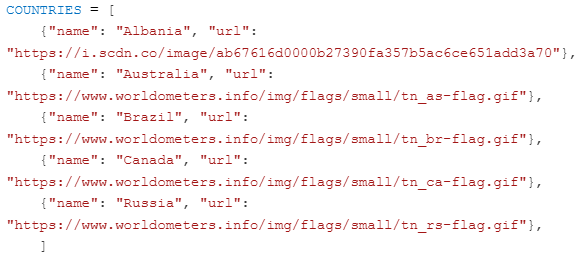 COUNTRIES = [
    {"name": "Albania", "url":
"https://i.scdn.co/image/ab67616d0000b27390fa357b5ac6ce651add3a70"},
    {"name": "Australia", "url":
"https://www.worldometers.info/img/flags/small/tn_as-flag.gif"},
    {"name": "Brazil", "url":
"https://www.worldometers.info/img/flags/small/tn_br-flag.gif"},
    {"name": "Canada", "url":
"https://www.worldometers.info/img/flags/small/tn_ca-flag.gif"},
    {"name": "Russia", "url":
"https://www.worldometers.info/img/flags/small/tn_rs-flag.gif"},
    ]